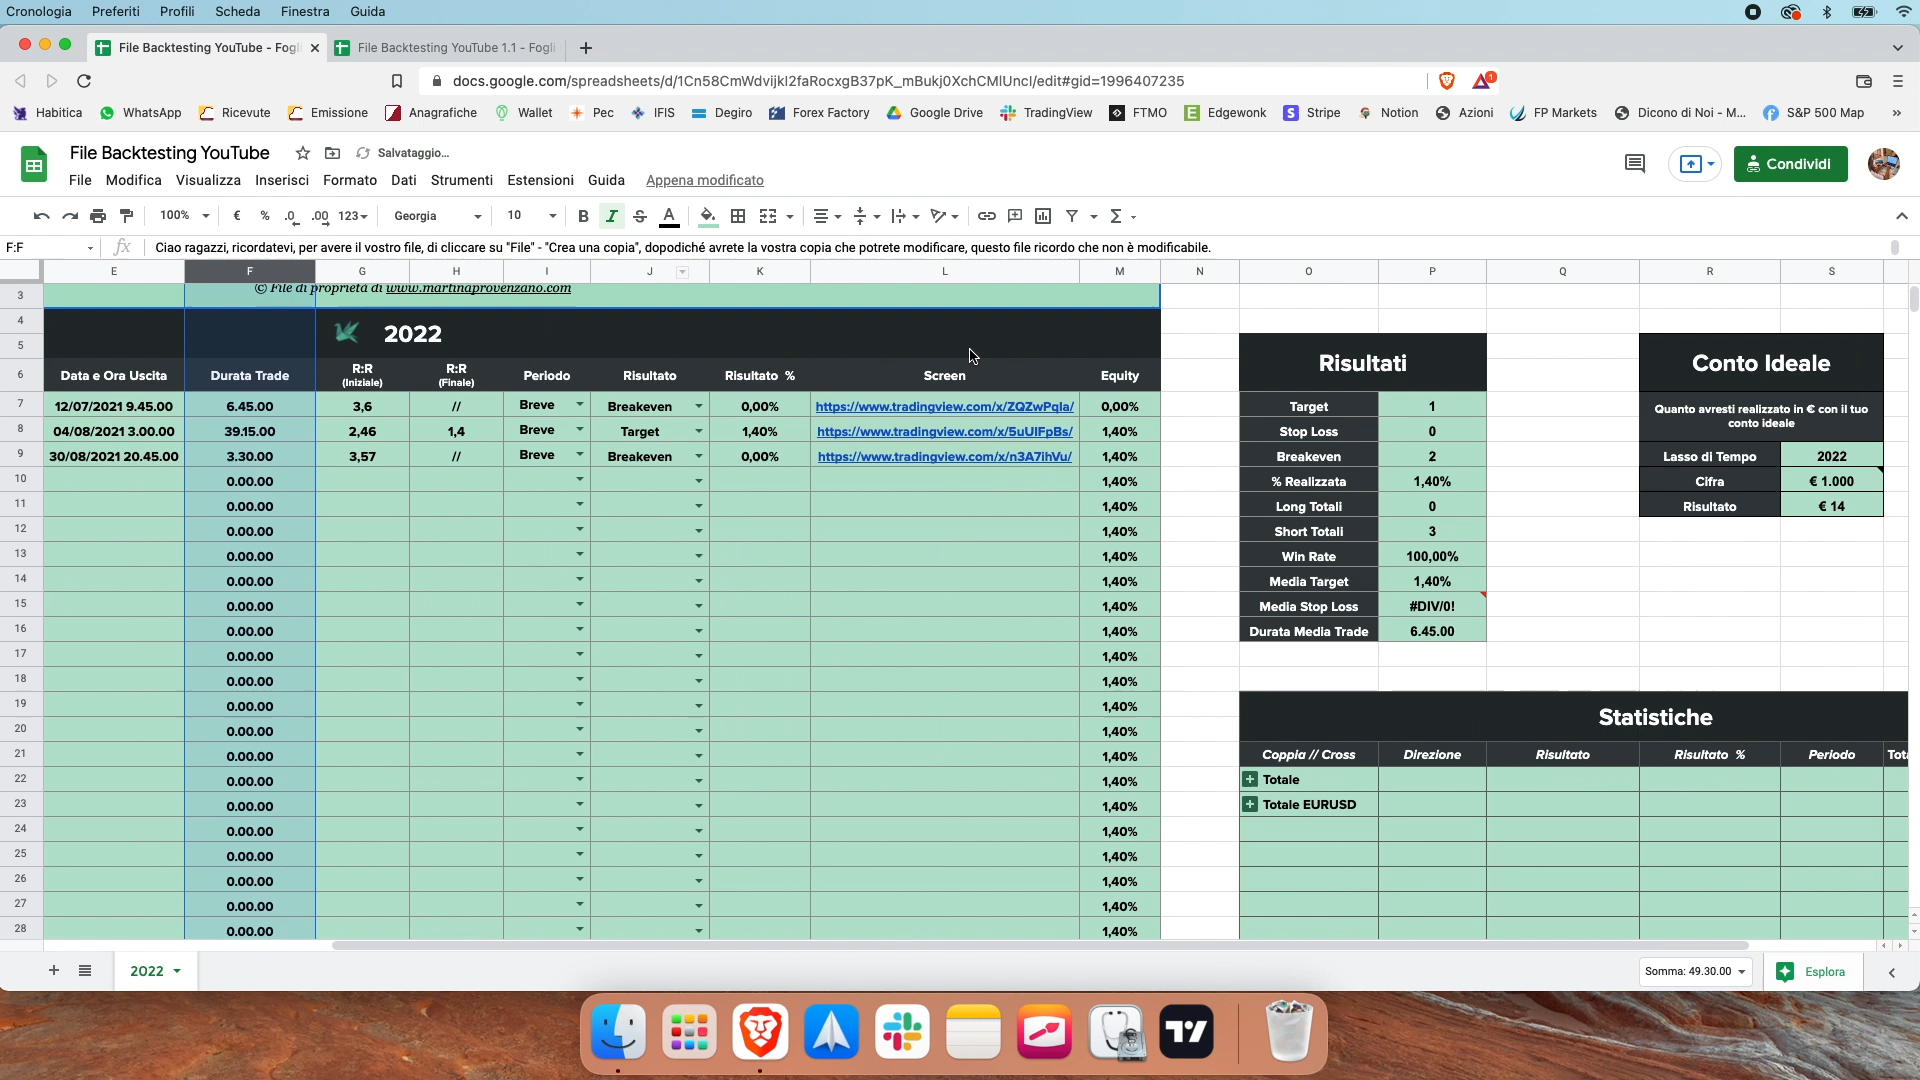 Cronologia Preferiti Profili Scheda Finestra Guida
File Backtesting YouTube - Fogli File Backtesting YouTube 1.1 - Fogli
docs.google.com/spreadsheets/d/1Cn58CmWdvijkI2faRocxgB37pK_mBukj0XchCMIUncI/edit#gid=1996407235 1
Habitica WhatsApp Ricevute Emissione Anagrafiche Wallet Pec IFIS Degiro Forex Factory Google Drive TradingView FTMO Edgewonk Stripe Notion Azioni FP Markets Dicono di Noi - M... S&P 500 Map »
File Backtesting YouTube Salvataggio...
File Modifica Visualizza Inserisci Formato Dati Strumenti Estensioni Guida Appena modificato Condividi
100% € % .0 .00 123 Georgia 10 B I S A Σ
F:F fx Ciao ragazzi, ricordatevi, per avere il vostro file, di cliccare su "File" - "Crea una copia", dopodiché avrete la vostra copia che potrete modificare, questo file ricordo che non è modificabile.
E F G H I J K L M N O P Q R S
3 © File di proprietà di www.martinaprovenzano.com
4
5 2022 Risultati Conto Ideale
6 Data e Ora Uscita Durata Trade R:R (Iniziale) R:R (Finale) Periodo Risultato Risultato % Screen Equity
7 12/07/2021 9.45.00 6.45.00 3,6 // Breve Breakeven 0,00% https://www.tradingview.com/x/ZQZwPqla/ 0,00% Target 1 Quanto avresti realizzato in € con il tuo conto ideale
8 04/08/2021 3.00.00 39.15.00 2,46 1,4 Breve Target 1,40% https://www.tradingview.com/x/5uUIFpBs/ 1,40% Stop Loss 0
9 30/08/2021 20.45.00 3.30.00 3,57 // Breve Breakeven 0,00% https://www.tradingview.com/x/n3A7ihVu/ 1,40% Breakeven 2 Lasso di Tempo 2022
10 0.00.00 1,40% % Realizzata 1,40% Cifra € 1.000
11 0.00.00 1,40% Long Totali 0 Risultato € 14
12 0.00.00 1,40% Short Totali 3
13 0.00.00 1,40% Win Rate 100,00%
14 0.00.00 1,40% Media Target 1,40%
15 0.00.00 1,40% Media Stop Loss #DIV/0!
16 0.00.00 1,40% Durata Media Trade 6.45.00
17 0.00.00 1,40%
18 0.00.00 1,40%
19 0.00.00 1,40% Statistiche
20 0.00.00 1,40%
21 0.00.00 1,40% Coppia // Cross Direzione Risultato Risultato % Periodo
22 0.00.00 1,40% Totale
23 0.00.00 1,40% Totale EURUSD
24 0.00.00 1,40%
25 0.00.00 1,40%
26 0.00.00 1,40%
27 0.00.00 1,40%
28 0.00.00 1,40%
2022 Somma: 49.30.00 Esplora